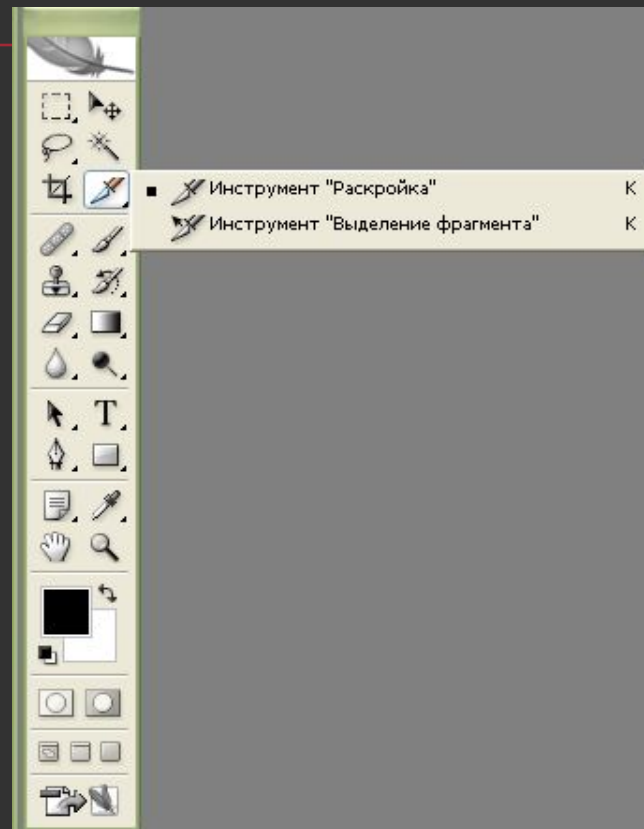 Инструмент "Раскройка" K
Инструмент "Выделение фрагмента" K
T